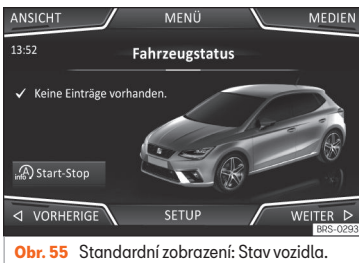 ANSICHT MENÜ MEDIEN
13:52 Fahrzeugstatus
✓ Keine Einträge vorhanden.
info Start-Stop
◁ VORHERIGE SETUP WEITER ▷
BRS-0293
Obr. 55 Standardní zobrazení: Stav vozidla.